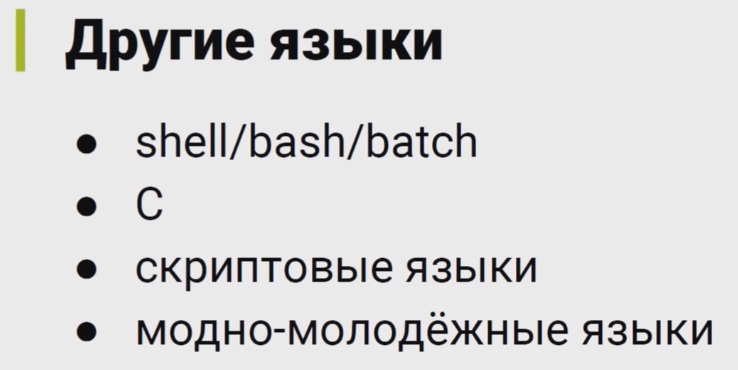 Другие языки
● shell/bash/batch
● C
● скриптовые языки
● модно-молодёжные языки